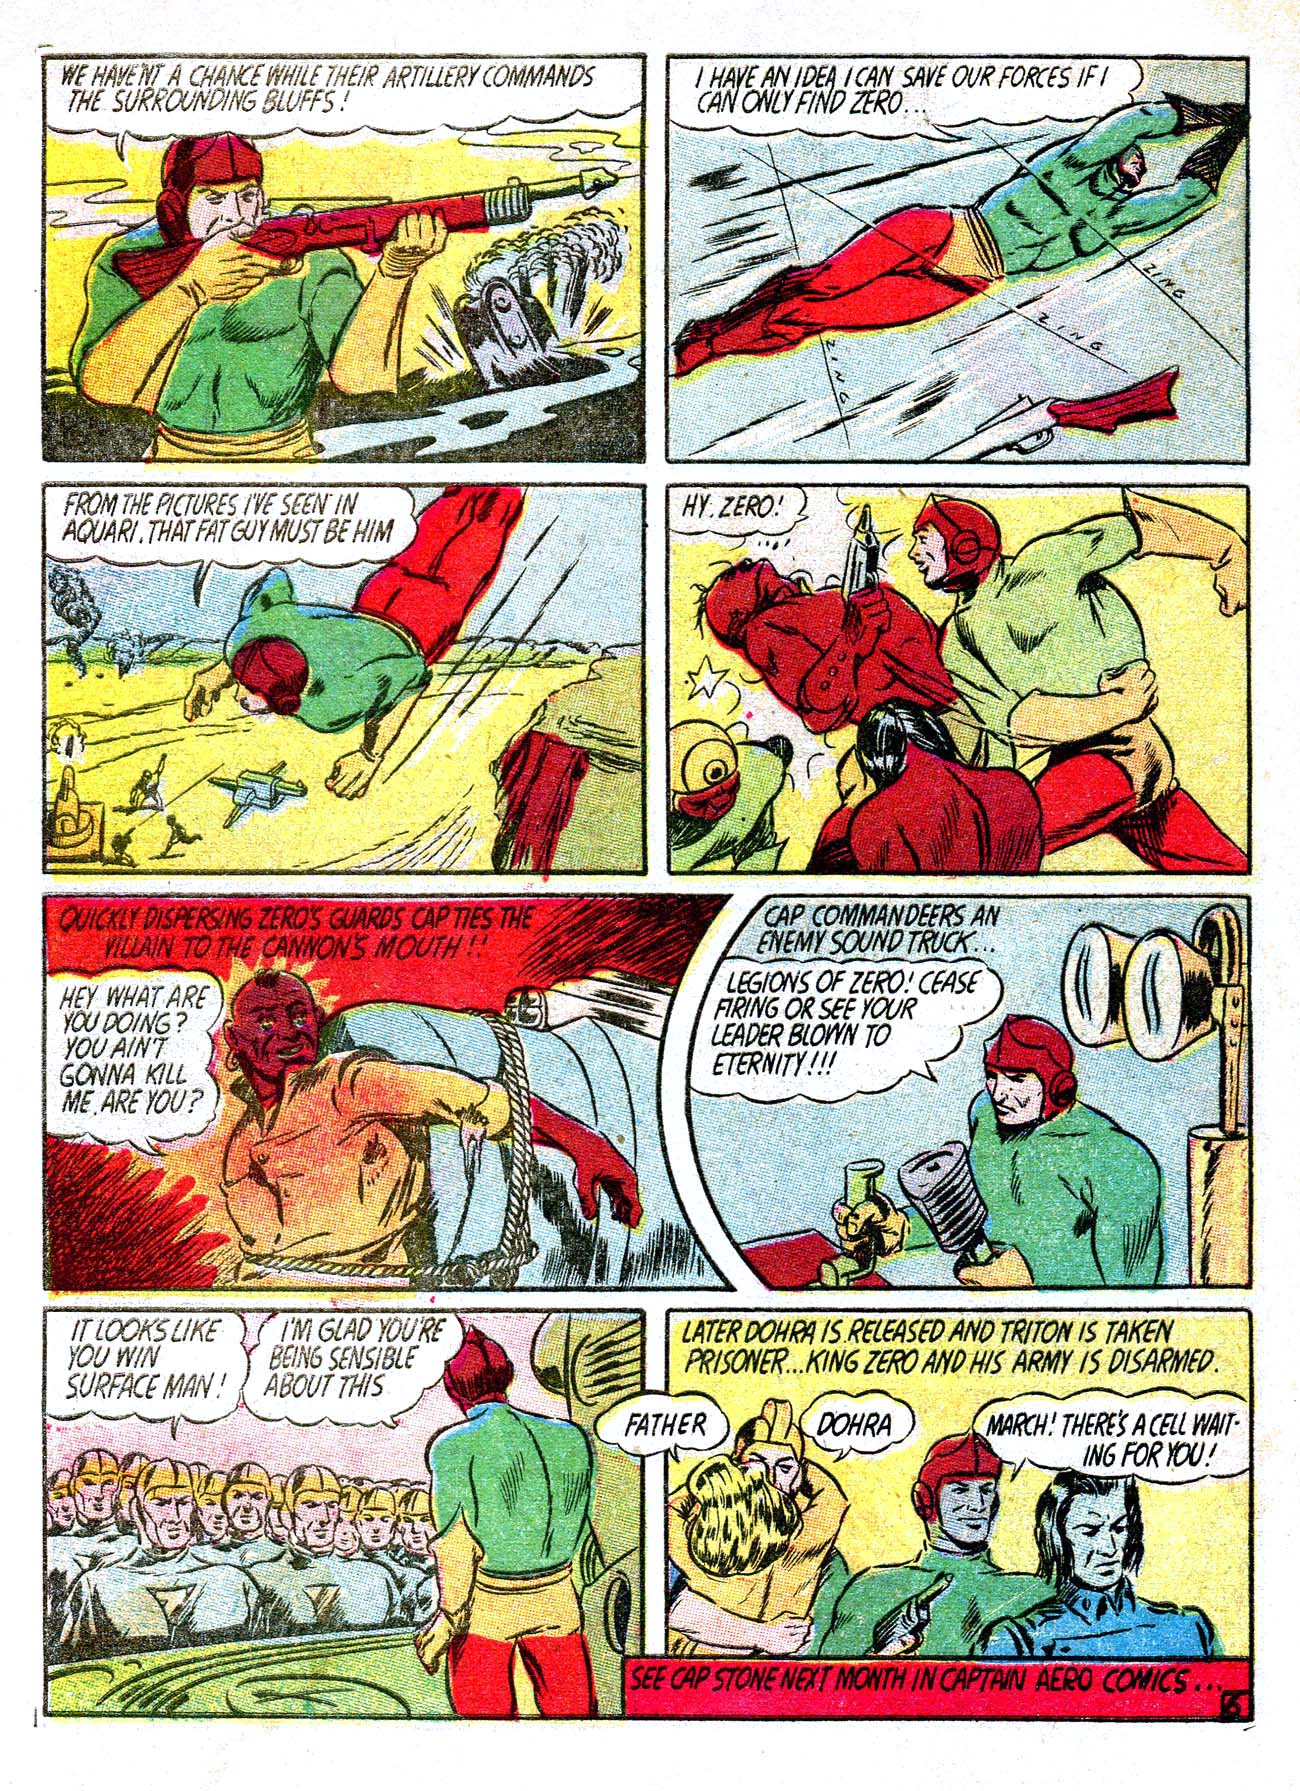 WE HAVEN'T A CHANCE WHILE THEIR ARTILLERY COMMANDS
THE SURROUNDING BLUFFS!
I HAVE AN IDEA I CAN SAVE OUR FORCES IF I
CAN ONLY FIND ZERO...
ZING
ZING
ZING
FROM THE PICTURES I'VE SEEN IN
AQUARI, THAT FAT GUY MUST BE HIM
HY, ZERO!
QUICKLY DISPERSING ZERO'S GUARDS CAP TIES THE
VILLAIN TO THE CANNON'S MOUTH!!
HEY WHAT ARE
YOU DOING?
YOU AIN'T
GONNA KILL
ME, ARE YOU?
CAP COMMANDEERS AN
ENEMY SOUND TRUCK...
LEGIONS OF ZERO! CEASE
FIRING OR SEE YOUR
LEADER BLOWN TO
ETERNITY!!!
IT LOOKS LIKE
YOU WIN
SURFACE MAN!
I'M GLAD YOU'RE
BEING SENSIBLE
ABOUT THIS
LATER DOHRA IS RELEASED AND TRITON IS TAKEN
PRISONER...KING ZERO AND HIS ARMY IS DISARMED.
FATHER
DOHRA
MARCH! THERE'S A CELL WAIT-
ING FOR YOU!
SEE CAP STONE NEXT MONTH IN CAPTAIN AERO COMICS...
6